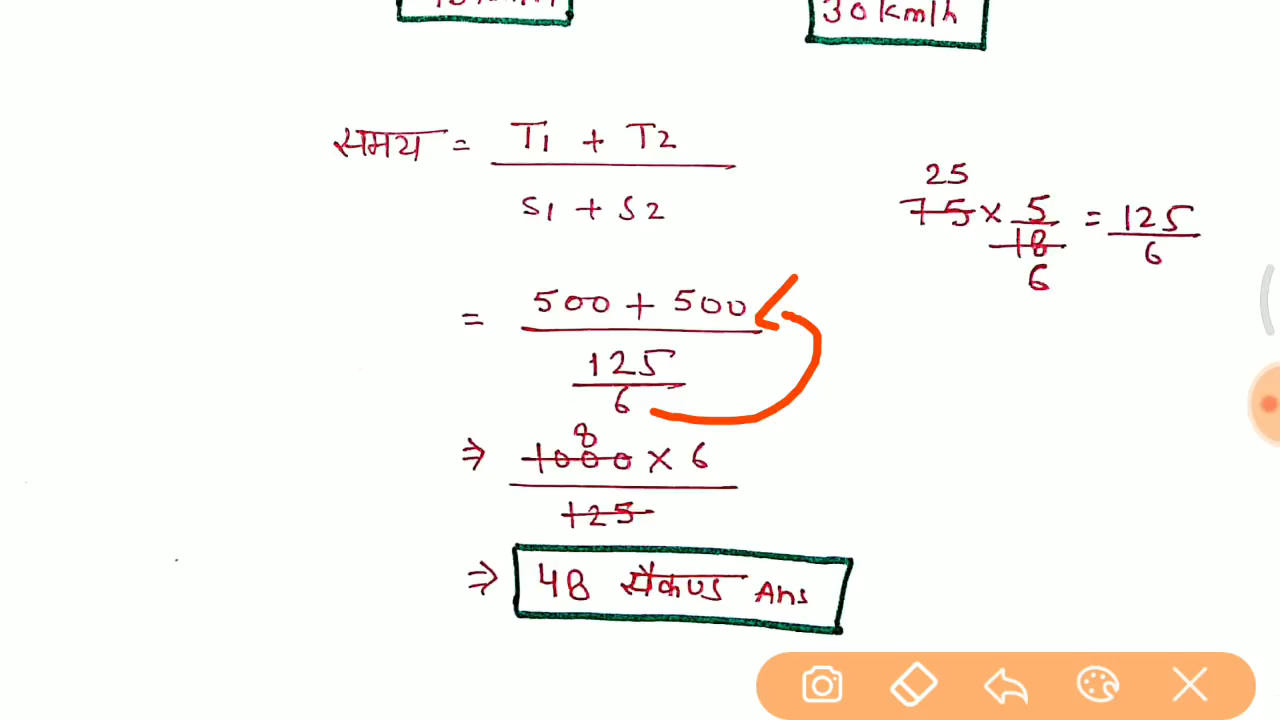 30 km/h
समय = T1 + T2
S1 + S2
25
75 × 5 = 125
18 6
6
= 500 + 500
125
6
8
⇒ 1000 × 6
125
⇒ 48 सैकण्ड Ans